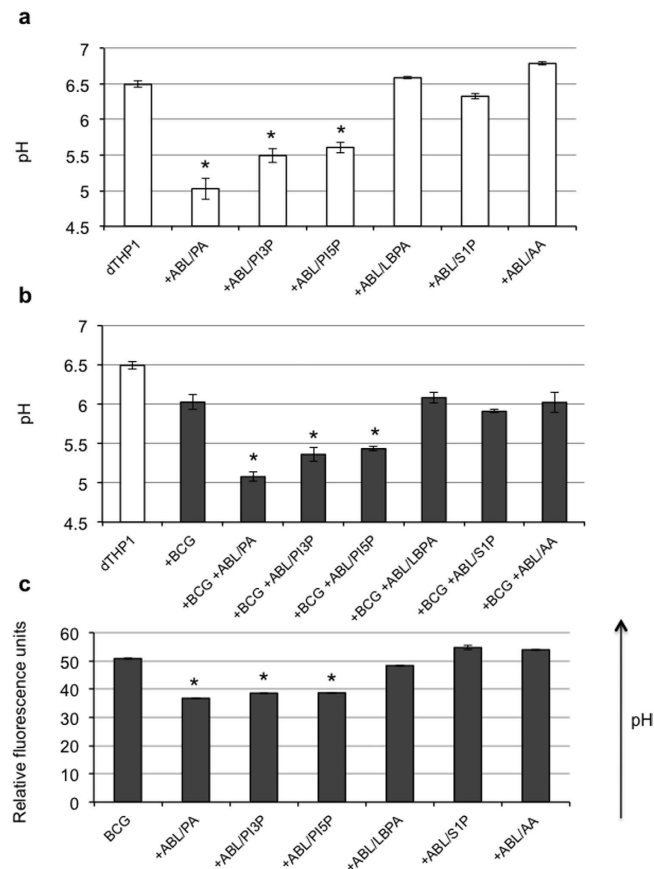 a
7
6.5
6
5.5
5
4.5
pH
* * *
dTHP1 +ABL/PA +ABL/PI3P +ABL/PI5P +ABL/LBPA +ABL/S1P +ABL/AA
b
7
6.5
6
5.5
5
4.5
pH
* * *
dTHP1 +BCG +BCG +ABL/PA +BCG +ABL/PI3P +BCG +ABL/PI5P +BCG +ABL/LBPA +BCG +ABL/S1P +BCG +ABL/AA
c
60
50
40
30
20
10
0
Relative fluorescence units
* * *
BCG +ABL/PA +ABL/PI3P +ABL/PI5P +ABL/LBPA +ABL/S1P +ABL/AA
pH